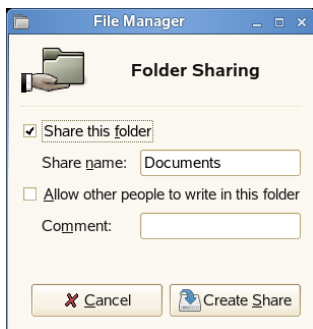 File Manager
Folder Sharing
Share this folder
Share name: Documents
Allow other people to write in this folder
Comment:
Cancel Create Share